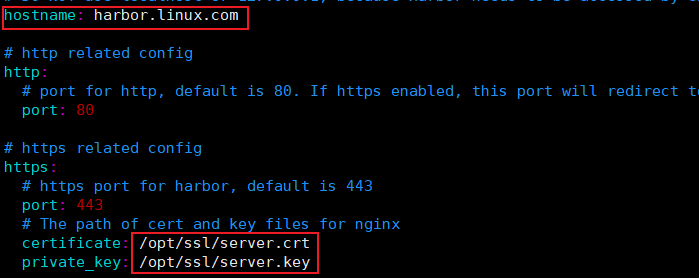 hostname: harbor.linux.com
# http related config
http:
# port for http, default is 80. If https enabled, this port will redirect to
port: 80
# https related config
https:
# https port for harbor, default is 443
port: 443
# The path of cert and key files for nginx
certificate: /opt/ssl/server.crt
private_key: /opt/ssl/server.key